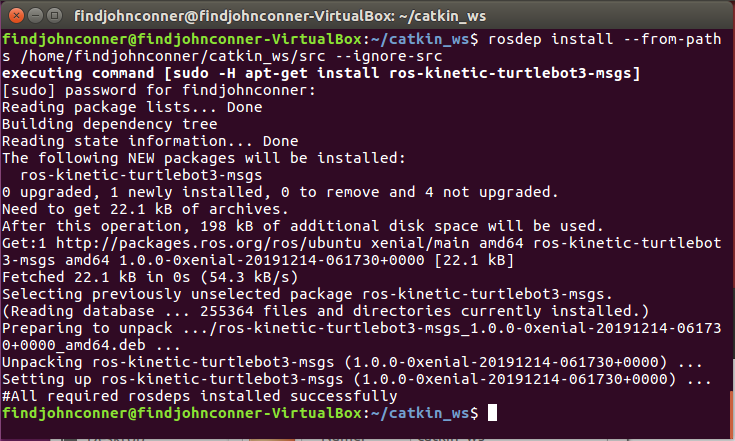 findjohnconner@findjohnconner-VirtualBox: ~/catkin_ws
findjohnconner@findjohnconner-VirtualBox:~/catkin_ws$ rosdep install --from-path
s /home/findjohnconner/catkin_ws/src --ignore-src
executing command [sudo -H apt-get install ros-kinetic-turtlebot3-msgs]
[sudo] password for findjohnconner:
Reading package lists... Done
Building dependency tree
Reading state information... Done
The following NEW packages will be installed:
  ros-kinetic-turtlebot3-msgs
0 upgraded, 1 newly installed, 0 to remove and 4 not upgraded.
Need to get 22.1 kB of archives.
After this operation, 198 kB of additional disk space will be used.
Get:1 http://packages.ros.org/ros/ubuntu xenial/main amd64 ros-kinetic-turtlebot
3-msgs amd64 1.0.0-0xenial-20191214-061730+0000 [22.1 kB]
Fetched 22.1 kB in 0s (54.3 kB/s)
Selecting previously unselected package ros-kinetic-turtlebot3-msgs.
(Reading database ... 255364 files and directories currently installed.)
Preparing to unpack .../ros-kinetic-turtlebot3-msgs_1.0.0-0xenial-20191214-06173
0+0000_amd64.deb ...
Unpacking ros-kinetic-turtlebot3-msgs (1.0.0-0xenial-20191214-061730+0000) ...
Setting up ros-kinetic-turtlebot3-msgs (1.0.0-0xenial-20191214-061730+0000) ...
#All required rosdeps installed successfully
findjohnconner@findjohnconner-VirtualBox:~/catkin_ws$